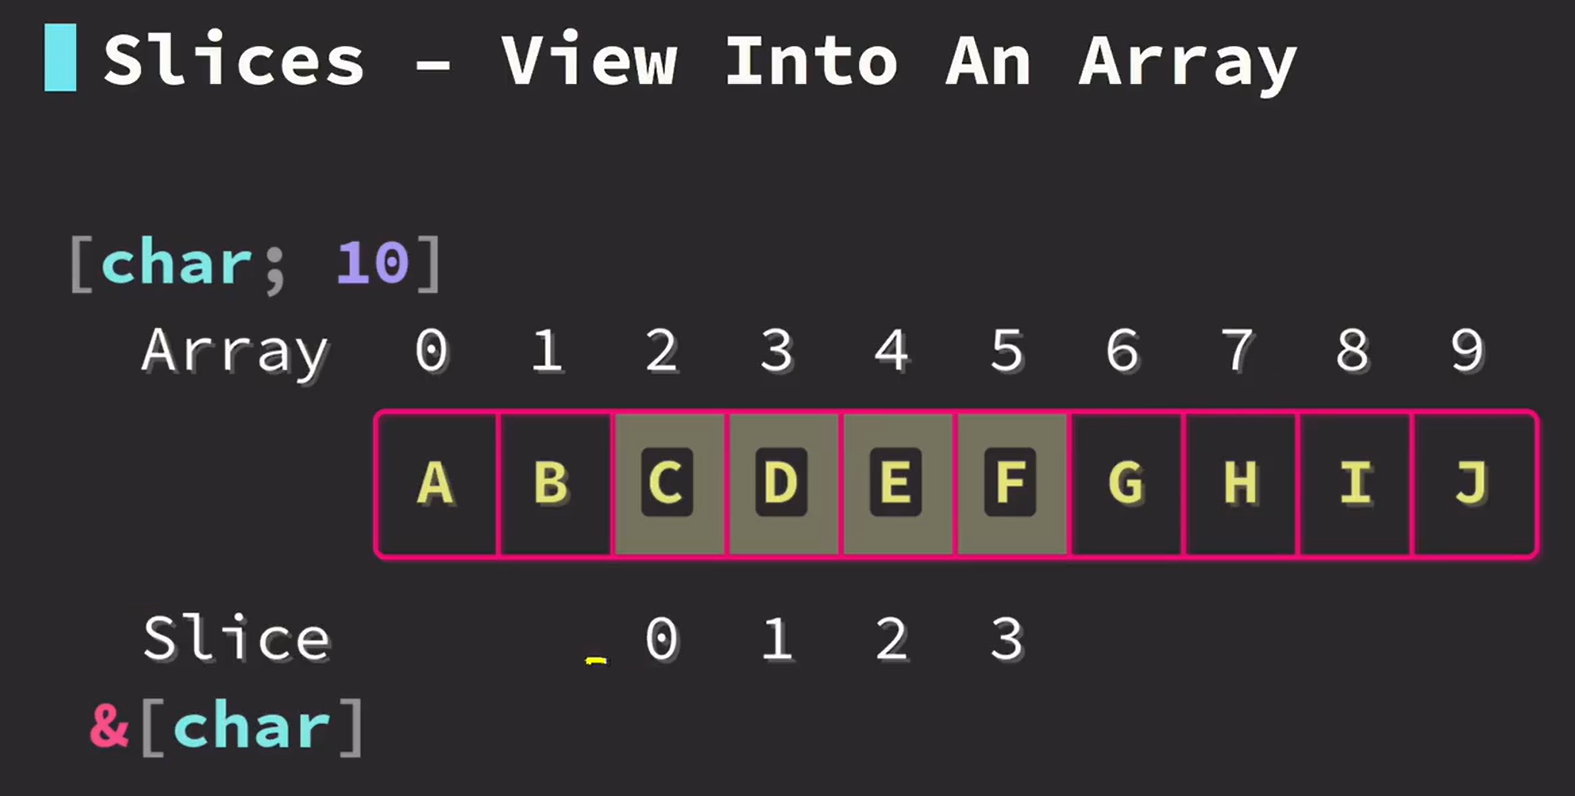 Slices – View Into An Array
[char; 10]
Array 0 1 2 3 4 5 6 7 8 9
A B C D E F G H I J
Slice 0 1 2 3
&[char]